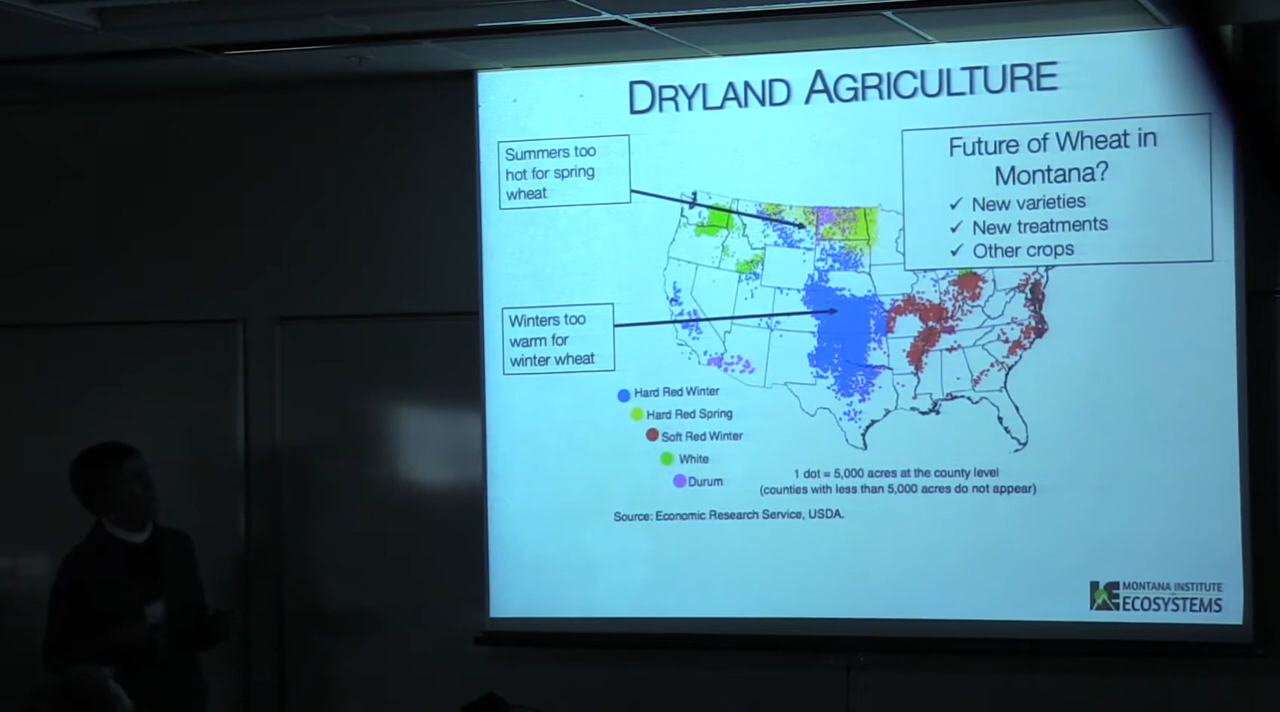 DRYLAND AGRICULTURE
Summers too
hot for spring
wheat
Future of Wheat in
Montana?
✓ New varieties
✓ New treatments
✓ Other crops
Winters too
warm for
winter wheat
Hard Red Winter
Hard Red Spring
Soft Red Winter
White
Durum
1 dot = 5,000 acres at the county level
(counties with less than 5,000 acres do not appear)
Source: Economic Research Service, USDA.
MONTANA INSTITUTE
ECOSYSTEMS